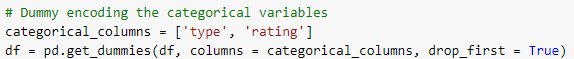 # Dummy encoding the categorical variables
categorical_columns = ['type', 'rating']
df = pd.get_dummies(df, columns = categorical_columns, drop_first = True)